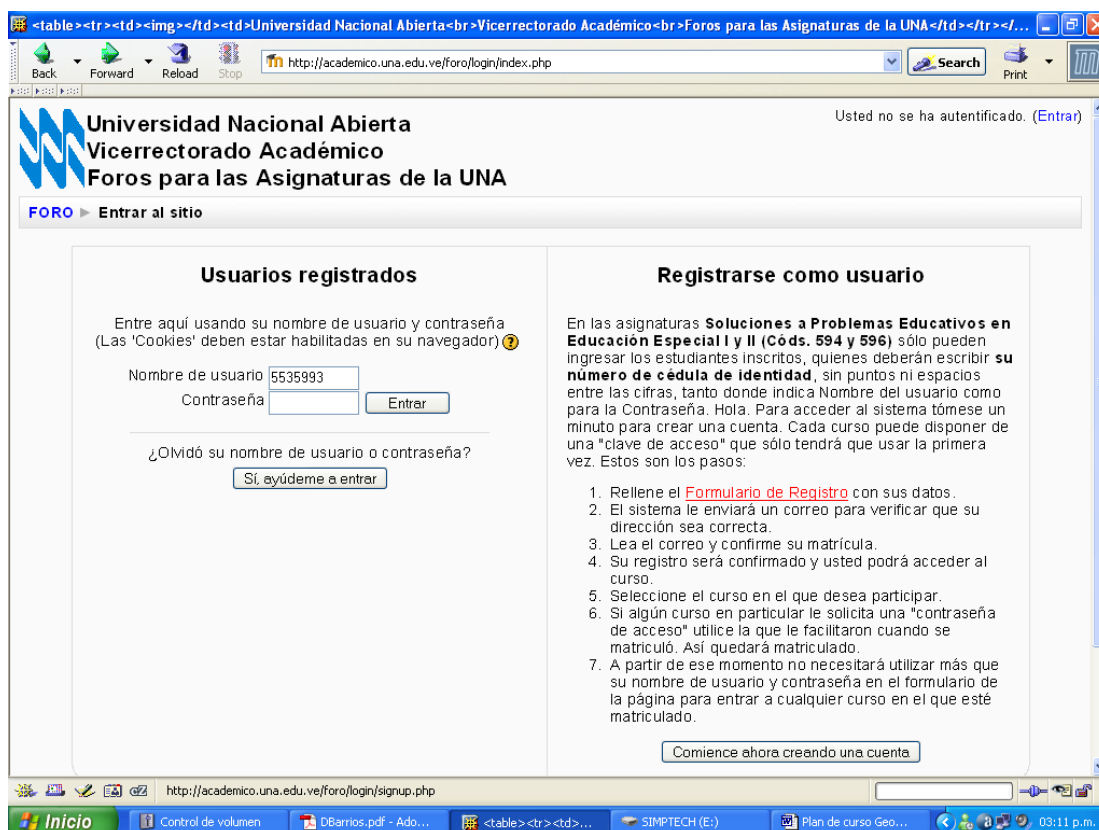 <table><tr><td><img></td><td>Universidad Nacional Abierta<br>Vicerrectorado Académico<br>Foros para las Asignaturas de la UNA</td></tr></...
Back
Forward
Reload
Stop
http://academico.una.edu.ve/foro/login/index.php
Search
Print
Universidad Nacional Abierta
Vicerrectorado Académico
Foros para las Asignaturas de la UNA
Usted no se ha autentificado. (Entrar)
FORO ► Entrar al sitio
Usuarios registrados
Entre aquí usando su nombre de usuario y contraseña
(Las 'Cookies' deben estar habilitadas en su navegador) ?
Nombre de usuario 5535993
Contraseña Entrar
¿Olvidó su nombre de usuario o contraseña?
Sí, ayúdeme a entrar
Registrarse como usuario
En las asignaturas Soluciones a Problemas Educativos en
Educación Especial I y II (Códs. 594 y 596) sólo pueden
ingresar los estudiantes inscritos, quienes deberán escribir su
número de cédula de identidad, sin puntos ni espacios
entre las cifras, tanto donde indica Nombre del usuario como
para la Contraseña. Hola. Para acceder al sistema tómese un
minuto para crear una cuenta. Cada curso puede disponer de
una "clave de acceso" que sólo tendrá que usar la primera
vez. Estos son los pasos:
1. Rellene el Formulario de Registro con sus datos.
2. El sistema le enviará un correo para verificar que su
dirección sea correcta.
3. Lea el correo y confirme su matrícula.
4. Su registro será confirmado y usted podrá acceder al
curso.
5. Seleccione el curso en el que desea participar.
6. Si algún curso en particular le solicita una "contraseña
de acceso" utilice la que le facilitaron cuando se
matriculó. Así quedará matriculado.
7. A partir de ese momento no necesitará utilizar más que
su nombre de usuario y contraseña en el formulario de
la página para entrar a cualquier curso en el que esté
matriculado.
Comience ahora creando una cuenta
http://academico.una.edu.ve/foro/login/signup.php
Inicio
Control de volumen
DBarrios.pdf - Ado...
<table><tr><td>...
SIMPTECH (E:)
Plan de curso Geo...
03:11 p.m.